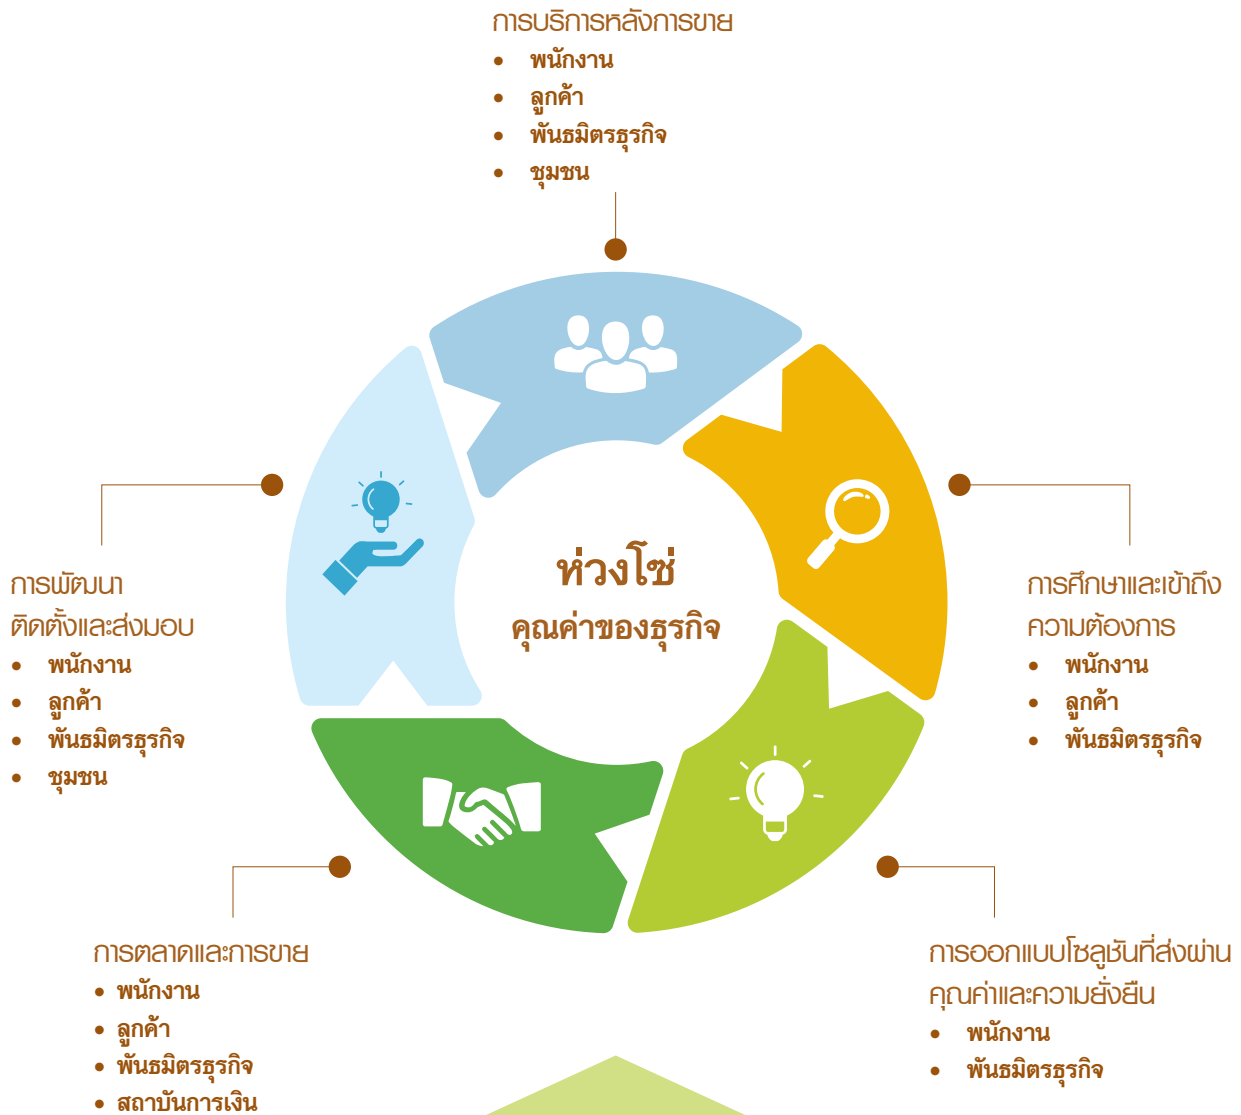 การบริการหลังการขาย
• พนักงาน
• ลูกค้า
• พันธมิตรธุรกิจ
• ชุมชน
ห่วงโซ่
คุณค่าของธุรกิจ
การศึกษาและเข้าถึง
ความต้องการ
• พนักงาน
• ลูกค้า
• พันธมิตรธุรกิจ
การออกแบบโซลูชันที่ส่งผ่าน
คุณค่าและความยั่งยืน
• พนักงาน
• พันธมิตรธุรกิจ
การตลาดและการขาย
• พนักงาน
• ลูกค้า
• พันธมิตรธุรกิจ
• สถาบันการเงิน
การพัฒนา
ติดตั้งและส่งมอบ
• พนักงาน
• ลูกค้า
• พันธมิตรธุรกิจ
• ชุมชน